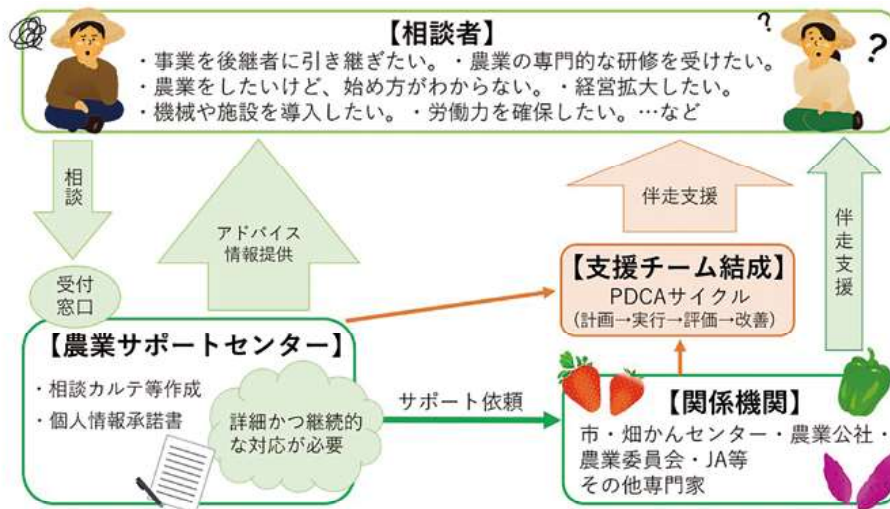 【相談者】
・事業を後継者に引き継ぎたい。・農業の専門的な研修を受けたい。
・農業をしたいけど、始め方がわからない。・経営拡大したい。
・機械や施設を導入したい。・労働力を確保したい。…など
?
?
相談
アドバイス
情報提供
伴走支援
伴走支援
受付
窓口
【支援チーム結成】
PDCAサイクル
(計画→実行→評価→改善)
【農業サポートセンター】
・相談カルテ等作成
・個人情報承諾書
詳細かつ継続的
な対応が必要
サポート依頼
【関係機関】
市・畑かんセンター・農業公社・
農業委員会・JA等
その他専門家